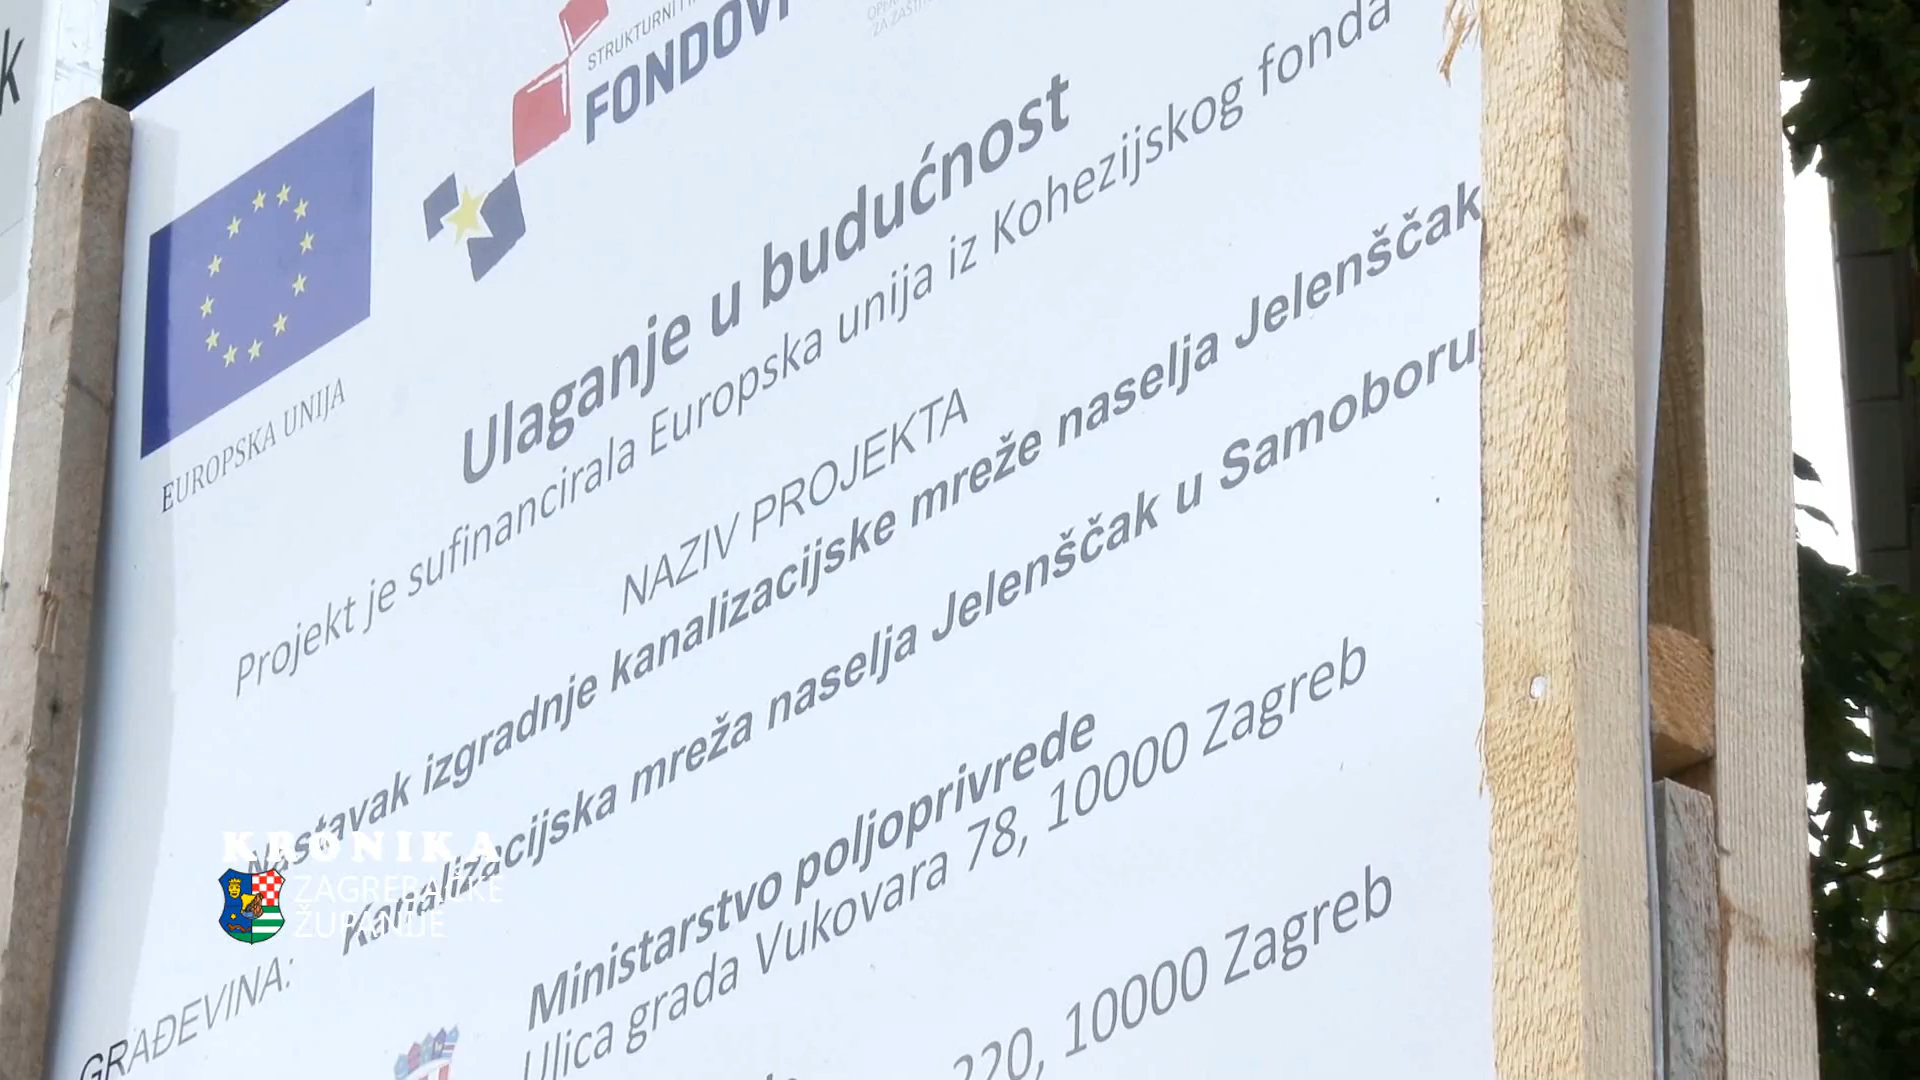 k
STRUKTURNI I
FONDOVI
EUROPSKA UNIJA
Ulaganje u budućnost
Projekt je sufinancirala Europska unija iz Kohezijskog fonda
NAZIV PROJEKTA
Nastavak izgradnje kanalizacijske mreže naselja Jelenščak
Kanalizacijska mreža naselja Jelenščak u Samoboru
GRAĐEVINA:
Ministarstvo poljoprivrede
Ulica grada Vukovara 78, 10000 Zagreb
220, 10000 Zagreb
KRONIKA
ZAGREBAČKE
ŽUPANIJE